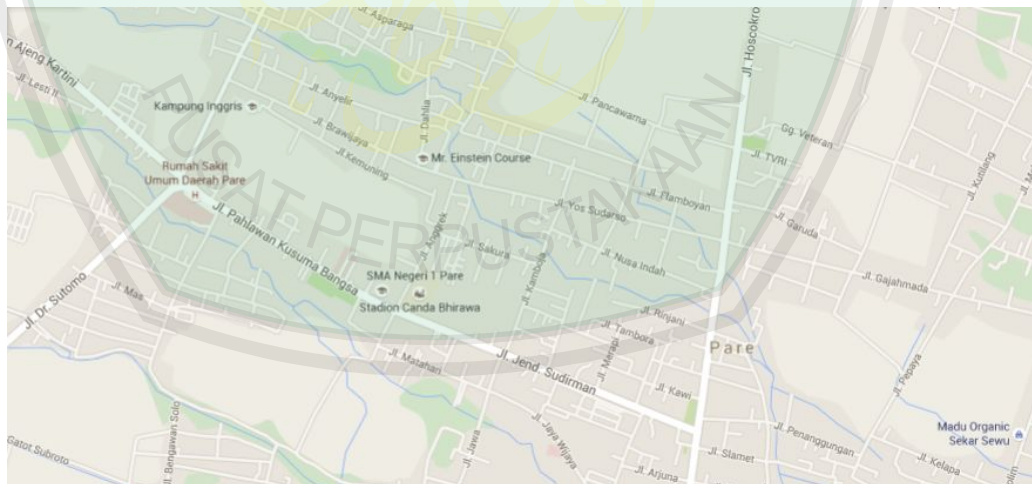 Jl. Asparaga
Jl. Hoscokro
n Ajeng Kartini
Jl. Lesti II
Jl. Anyelir
Jl. Pancawarna
Kampung Inggris
Jl. Dahlia
Jl. Brawijaya
Gg. Veteran
Jl. Kemuning
Mr. Einstein Course
Jl. TVRI
Rumah Sakit
Umum Daerah Pare
H
Jl. Kutilang
Jl. Flamboyan
Jl. Yos Sudarso
Jl. Pahlawan Kusuma Bangsa
Jl. Anggrek
Jl. Garuda
Jl. Sakura
Jl. Nusa Indah
PUSAT PERPUSTAKAAN
SMA Negeri 1 Pare
Jl. Kamboja
Jl. Gajahmada
Jl. Mas
Stadion Canda Bhirawa
Jl. Dr. Sutomo
Jl. Rinjani
Jl. Tambora
Pare
Jl. Matahari
Jl. Jend. Sudirman
Jl. Merapi
Jl. Pepaya
Jl. Kawi
Jl. Bengawan Solo
Jl. Jawa
Jl. Jaya Wijaya
Madu Organic
Sekar Sewu
Gatot Subroto
Jl. Penanggungan
Jl. Slamet
Jl. Kelapa
Jl. Arjuna